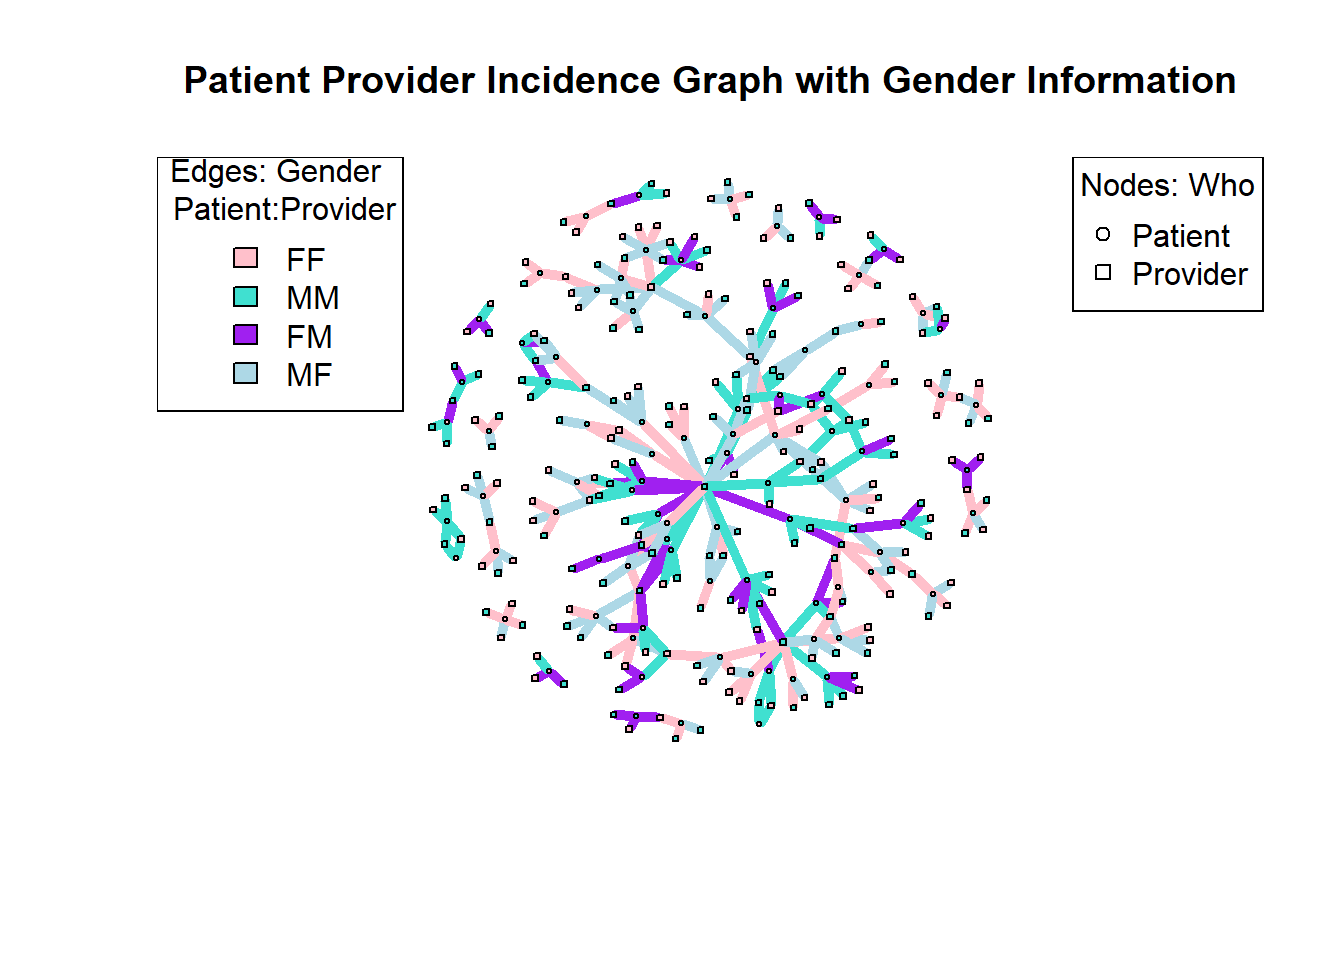 Patient Provider Incidence Graph with Gender Information
Edges: Gender
Patient:Provider
FF
MM
FM
MF
Nodes: Who
Patient
Provider